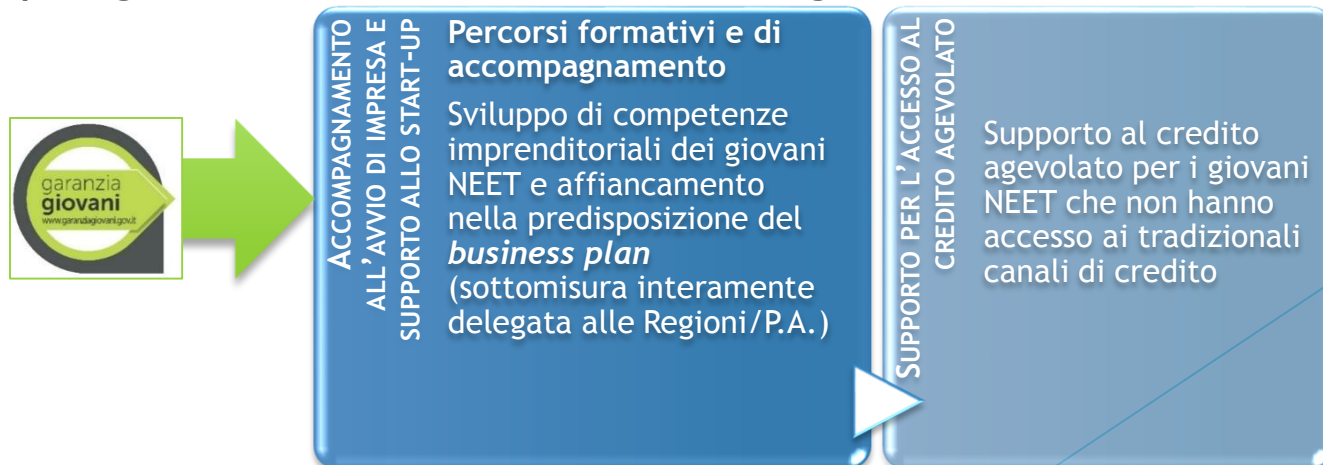 garanzia
giovani
www.garanziagiovani.gov.it
ACCOMPAGNAMENTO
ALL'AVVIO DI IMPRESA E
SUPPORTO ALLO START-UP
Percorsi formativi e di
accompagnamento
Sviluppo di competenze
imprenditoriali dei giovani
NEET e affiancamento
nella predisposizione del
business plan
(sottomisura interamente
delegata alle Regioni/P.A.)
SUPPORTO PER L'ACCESSO AL
CREDITO AGEVOLATO
Supporto al credito
agevolato per i giovani
NEET che non hanno
accesso ai tradizionali
canali di credito